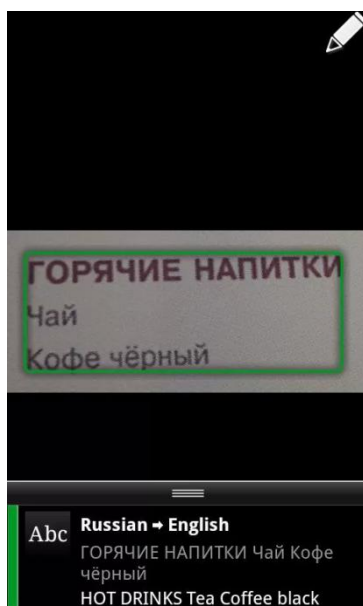 ГОРЯЧИЕ НАПИТКИ
Чай
Кофе чёрный
Abc
Russian → English
ГОРЯЧИЕ НАПИТКИ Чай Кофе
чёрный
HOT DRINKS Tea Coffee black